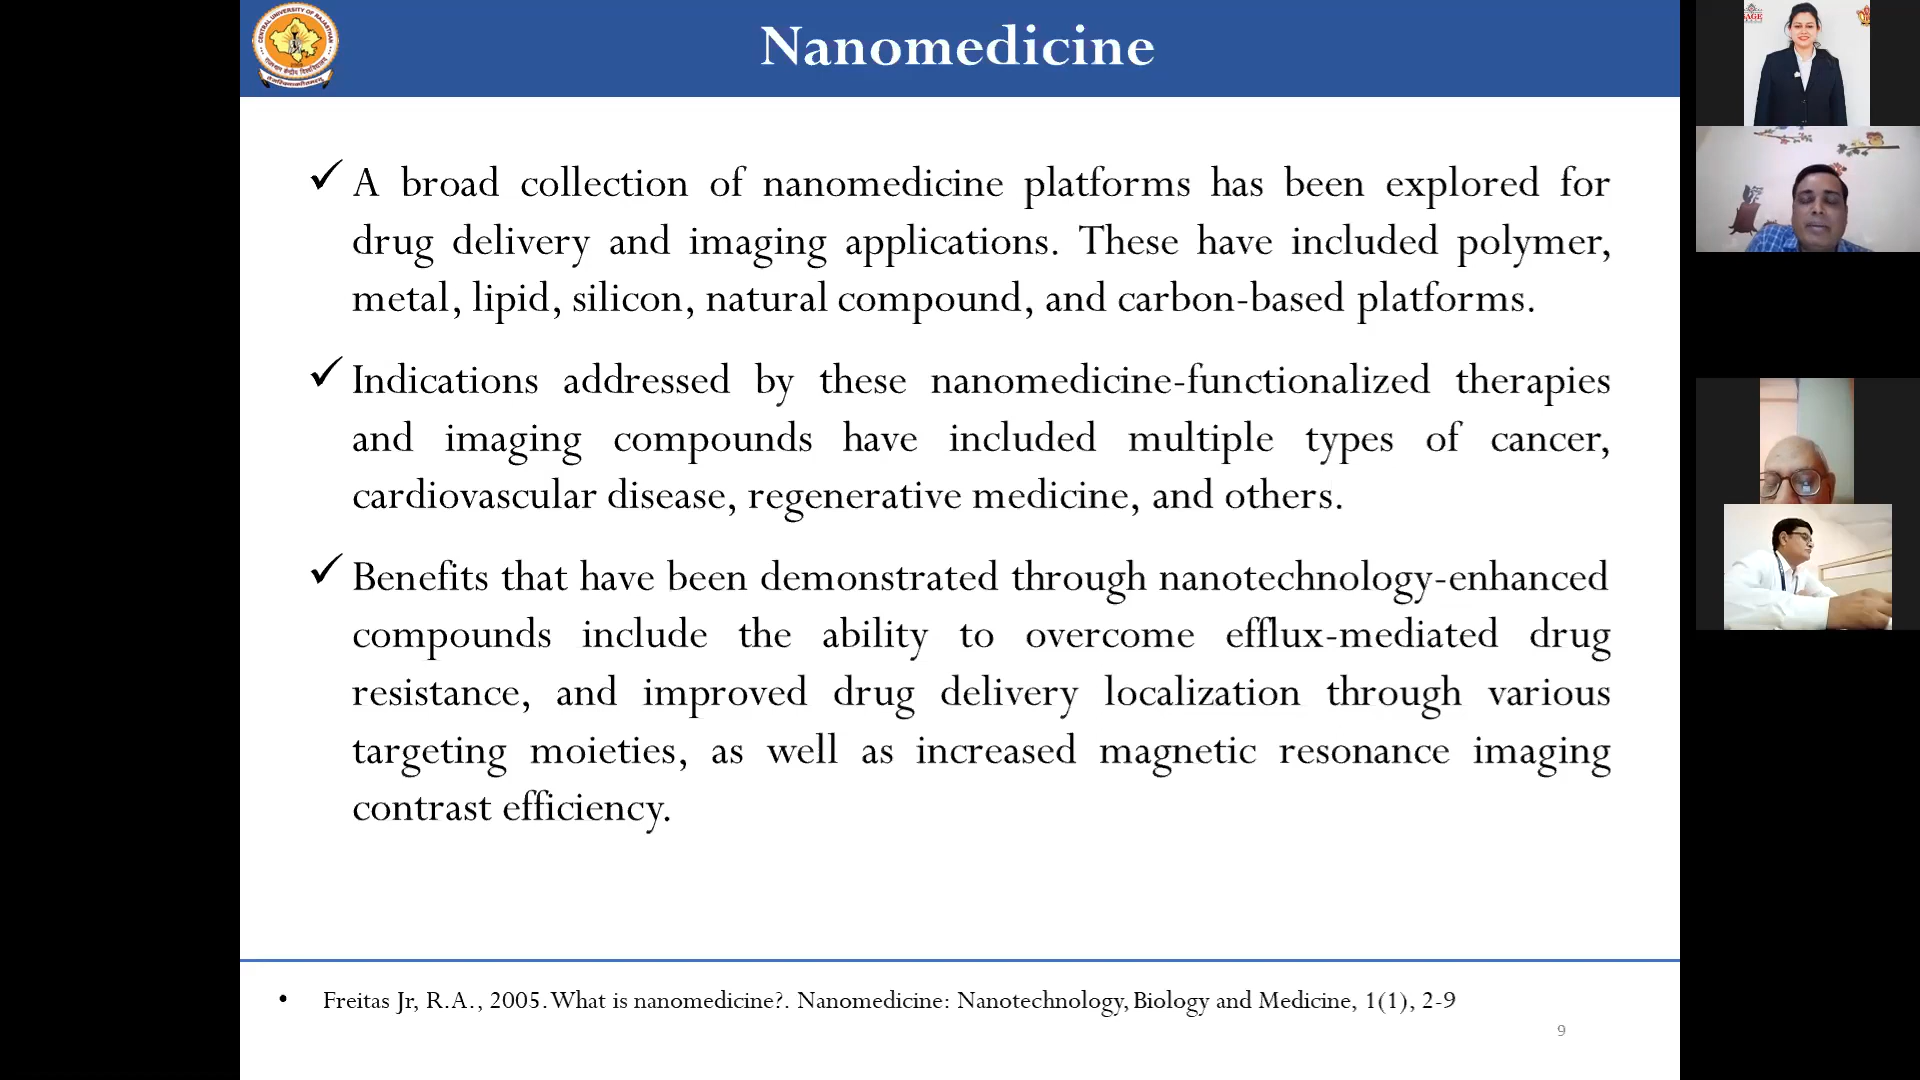 Nanomedicine
CENTRAL UNIVERSITY OF RAJASTHAN
AGE
✓ A broad collection of nanomedicine platforms has been explored for
drug delivery and imaging applications. These have included polymer,
metal, lipid, silicon, natural compound, and carbon-based platforms.
✓ Indications addressed by these nanomedicine-functionalized therapies
and imaging compounds have included multiple types of cancer,
cardiovascular disease, regenerative medicine, and others.
✓ Benefits that have been demonstrated through nanotechnology-enhanced
compounds include the ability to overcome efflux-mediated drug
resistance, and improved drug delivery localization through various
targeting moieties, as well as increased magnetic resonance imaging
contrast efficiency.
• Freitas Jr, R.A., 2005. What is nanomedicine?. Nanomedicine: Nanotechnology, Biology and Medicine, 1(1), 2-9
9